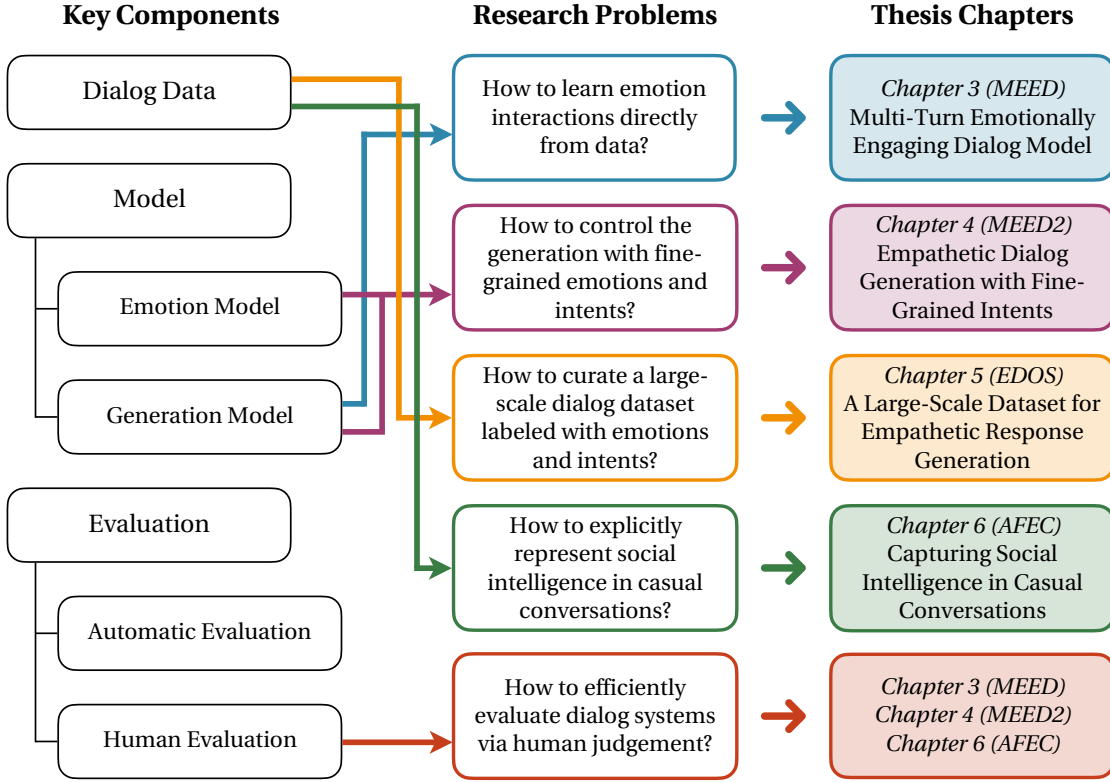 Key Components
Research Problems
Thesis Chapters
Dialog Data
Model
Emotion Model
Generation Model
Evaluation
Automatic Evaluation
Human Evaluation
How to learn emotion
interactions directly
from data?
How to control the
generation with fine-
grained emotions and
intents?
How to curate a large-
scale dialog dataset
labeled with emotions
and intents?
How to explicitly
represent social
intelligence in casual
conversations?
How to efficiently
evaluate dialog systems
via human judgement?
Chapter 3 (MEED)
Multi-Turn Emotionally
Engaging Dialog Model
Chapter 4 (MEED2)
Empathetic Dialog
Generation with Fine-
Grained Intents
Chapter 5 (EDOS)
A Large-Scale Dataset for
Empathetic Response
Generation
Chapter 6 (AFEC)
Capturing Social
Intelligence in Casual
Conversations
Chapter 3 (MEED)
Chapter 4 (MEED2)
Chapter 6 (AFEC)